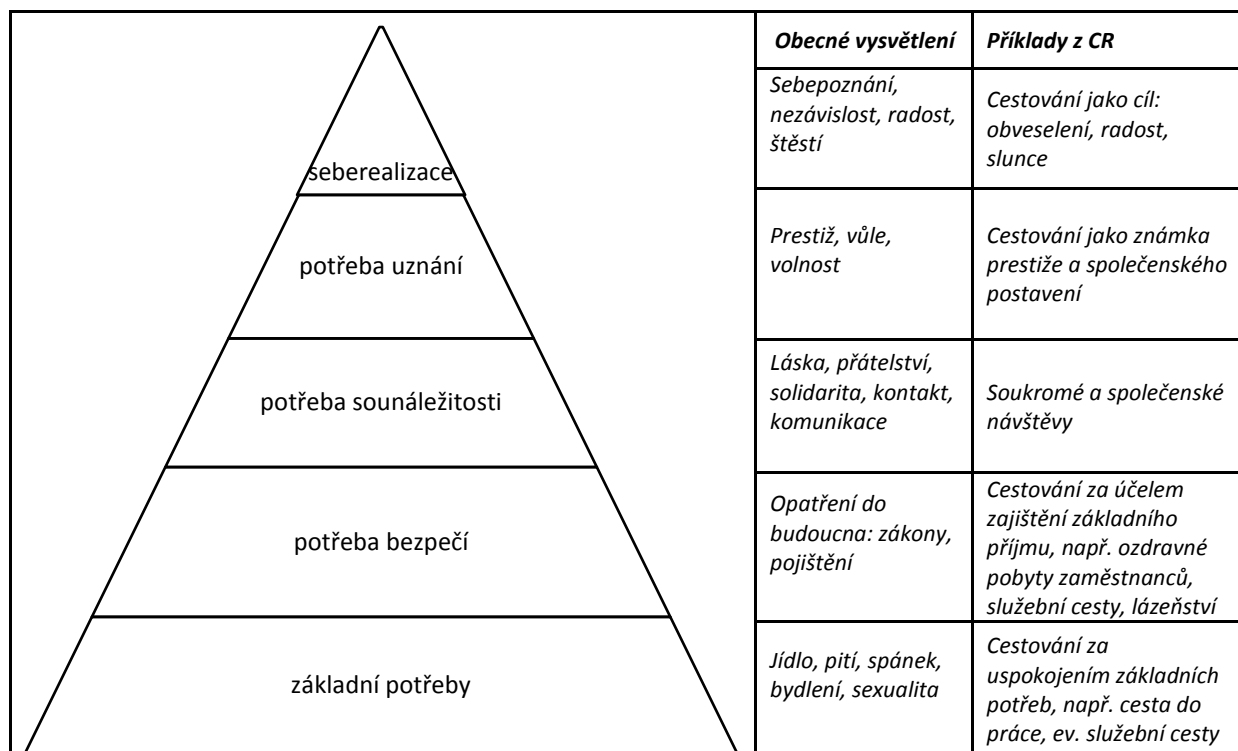 Obecné vysvětlení
Příklady z CR
seberealizace
Sebepoznání,
nezávislost, radost,
štěstí
Cestování jako cíl:
obveselení, radost,
slunce
potřeba uznání
Prestiž, vůle,
volnost
Cestování jako známka
prestiže a společenského
postavení
potřeba sounáležitosti
Láska, přátelství,
solidarita, kontakt,
komunikace
Soukromé a společenské
návštěvy
potřeba bezpečí
Opatření do
budoucna: zákony,
pojištění
Cestování za účelem
zajištění základního
příjmu, např. ozdravné
pobyty zaměstnanců,
služební cesty, lázeňství
základní potřeby
Jídlo, pití, spánek,
bydlení, sexualita
Cestování za
uspokojením základních
potřeb, např. cesta do
práce, ev. služební cesty